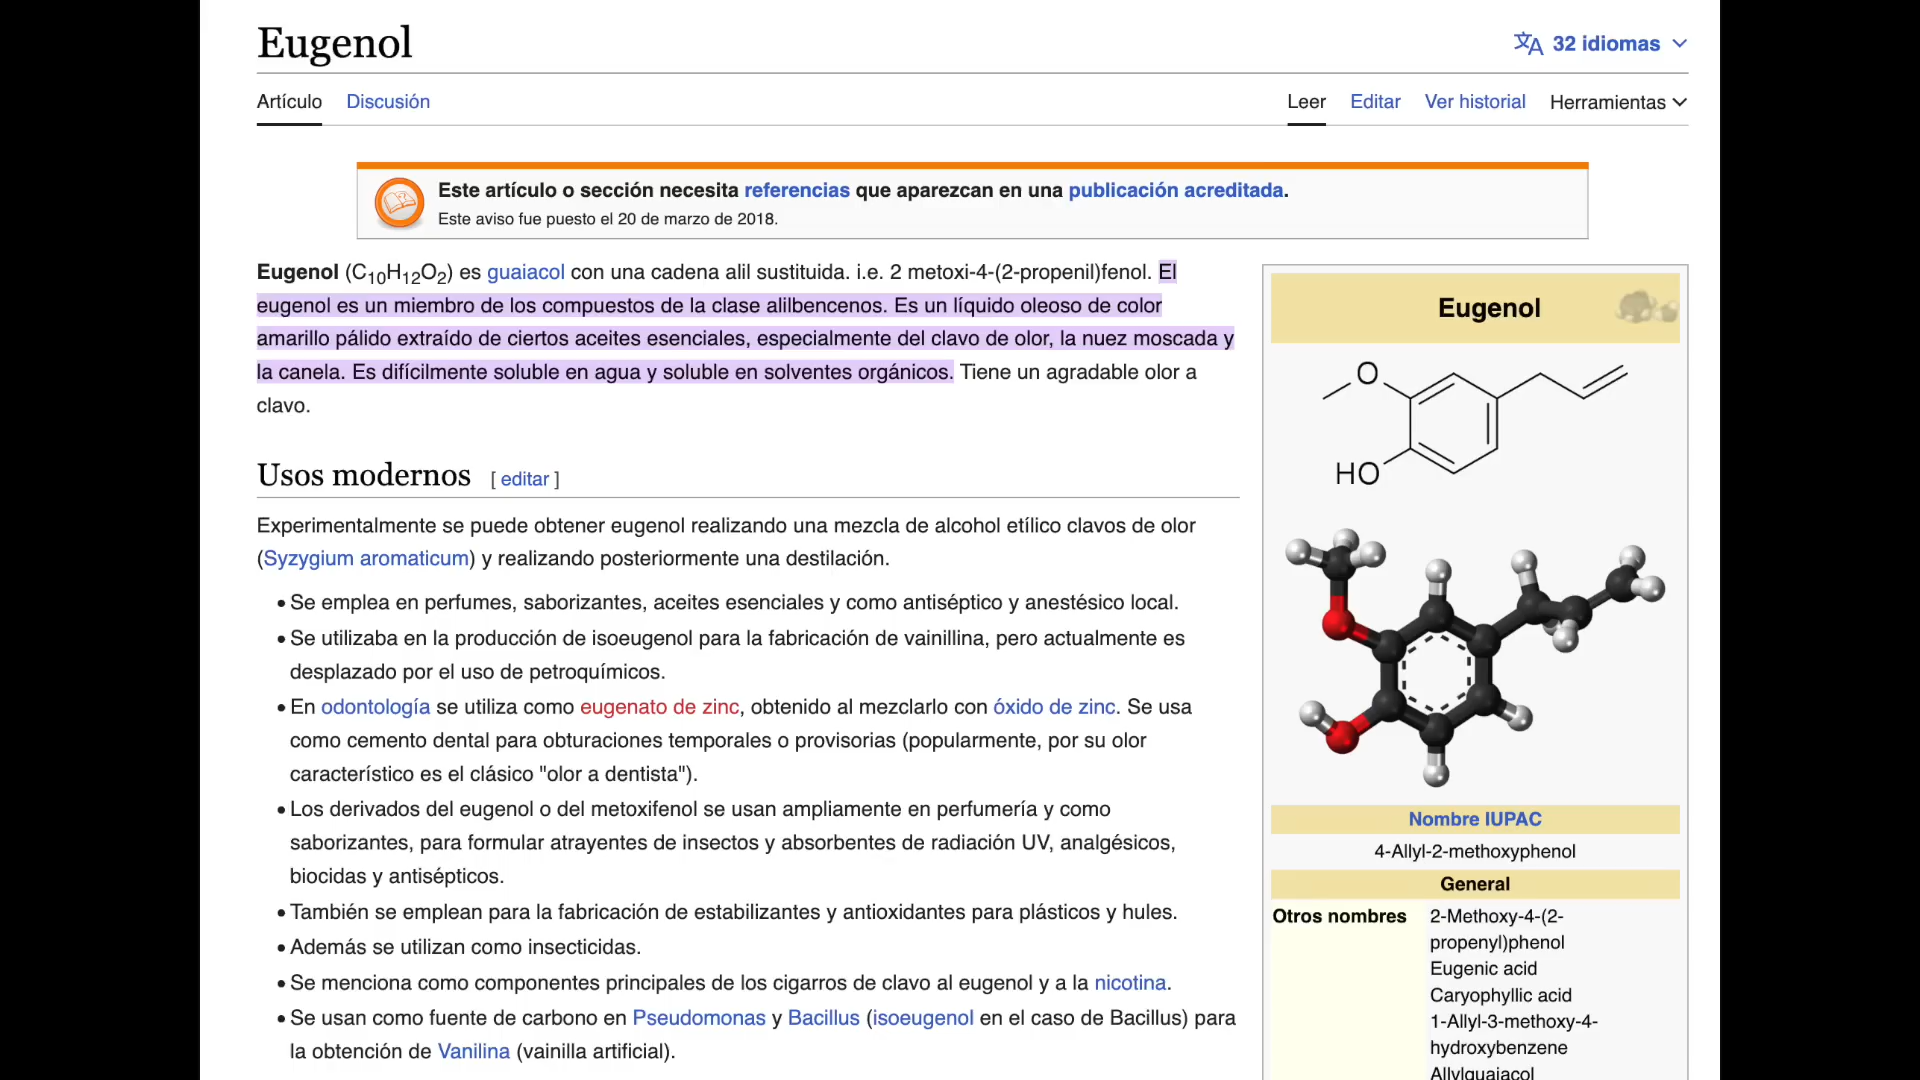 Eugenol
32 idiomas
Artículo Discusión Leer Editar Ver historial Herramientas
Este artículo o sección necesita referencias que aparezcan en una publicación acreditada.
Este aviso fue puesto el 20 de marzo de 2018.
Eugenol (C10H12O2) es guaiacol con una cadena alil sustituida. i.e. 2 metoxi-4-(2-propenil)fenol. El
eugenol es un miembro de los compuestos de la clase alilbencenos. Es un líquido oleoso de color
amarillo pálido extraído de ciertos aceites esenciales, especialmente del clavo de olor, la nuez moscada y
la canela. Es difícilmente soluble en agua y soluble en solventes orgánicos. Tiene un agradable olor a
clavo.
Usos modernos [ editar ]
Experimentalmente se puede obtener eugenol realizando una mezcla de alcohol etílico clavos de olor
(Syzygium aromaticum) y realizando posteriormente una destilación.
• Se emplea en perfumes, saborizantes, aceites esenciales y como antiséptico y anestésico local.
• Se utilizaba en la producción de isoeugenol para la fabricación de vainillina, pero actualmente es
desplazado por el uso de petroquímicos.
• En odontología se utiliza como eugenato de zinc, obtenido al mezclarlo con óxido de zinc. Se usa
como cemento dental para obturaciones temporales o provisorias (popularmente, por su olor
característico es el clásico "olor a dentista").
• Los derivados del eugenol o del metoxifenol se usan ampliamente en perfumería y como
saborizantes, para formular atrayentes de insectos y absorbentes de radiación UV, analgésicos,
biocidas y antisépticos.
• También se emplean para la fabricación de estabilizantes y antioxidantes para plásticos y hules.
• Además se utilizan como insecticidas.
• Se menciona como componentes principales de los cigarros de clavo al eugenol y a la nicotina.
• Se usan como fuente de carbono en Pseudomonas y Bacillus (isoeugenol en el caso de Bacillus) para
la obtención de Vanilina (vainilla artificial).
Eugenol
O
HO
Nombre IUPAC
4-Allyl-2-methoxyphenol
General
Otros nombres 2-Methoxy-4-(2-
propenyl)phenol
Eugenic acid
Caryophyllic acid
1-Allyl-3-methoxy-4-
hydroxybenzene
Allylguaiacol